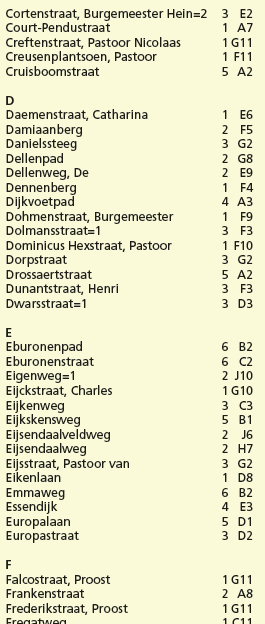 Cortenstraat, Burgemeester Hein=2 3 E2
Court-Pendustraat 1 A7
Creftenstraat, Pastoor Nicolaas 1 G11
Creusenplantsoen, Pastoor 1 F11
Cruisboomstraat 5 A2
D
Daemenstraat, Catharina 1 E6
Damiaanberg 2 F5
Danielssteeg 3 G2
Dellenpad 2 G8
Dellenweg, De 2 E9
Dennenberg 1 F4
Dijkvoetpad 4 A3
Dohmenstraat, Burgemeester 1 F9
Dolmansstraat=1 3 F3
Dominicus Hexstraat, Pastoor 1 F10
Dorpstraat 3 G2
Drossaertstraat 5 A2
Dunantstraat, Henri 3 F3
Dwarsstraat=1 3 D3
E
Eburonenpad 6 B2
Eburonenstraat 6 C2
Eigenweg=1 2 J10
Eijckstraat, Charles 1 G10
Eijkenweg 3 C3
Eijkskensweg 5 B1
Eijsendaalveldweg 2 J6
Eijsendaalweg 2 H7
Eijsstraat, Pastoor van 3 G2
Eikenlaan 1 D8
Emmaweg 6 B2
Essendijk 4 E3
Europalaan 5 D1
Europastraat 3 D2
F
Falcostraat, Proost 1 G11
Frankenstraat 2 A8
Frederikstraat, Proost 1 G11
Fregatweg 1 C11